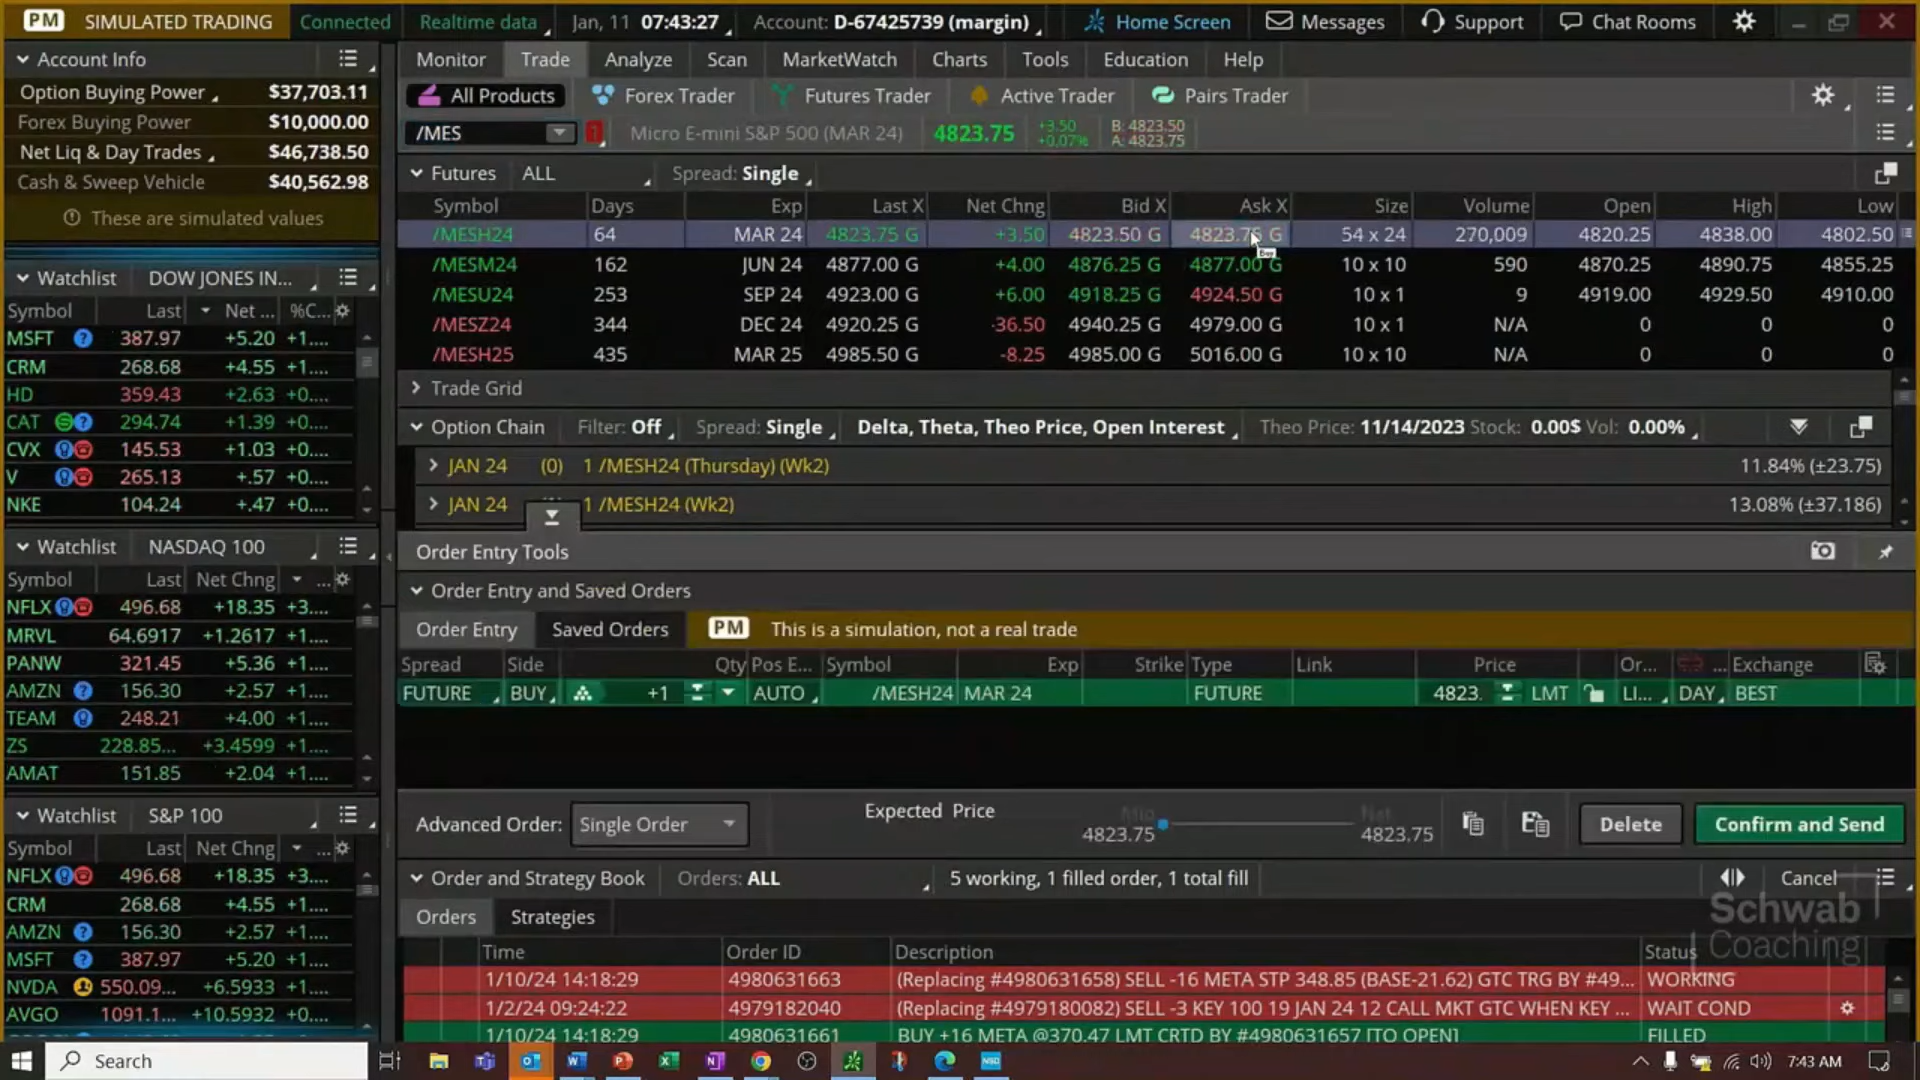 PM SIMULATED TRADING Connected Realtime data Jan, 11 07:43:27 Account: D-67425739 (margin) Home Screen Messages Support Chat Rooms
Account Info
Option Buying Power $37,703.11
Forex Buying Power $10,000.00
Net Liq & Day Trades $46,738.50
Cash & Sweep Vehicle $40,562.98
These are simulated values
Watchlist DOW JONES IN...
Symbol Last Net ... %C...
MSFT 387.97 +5.20 +1....
CRM 268.68 +4.55 +1....
HD 359.43 +2.63 +0....
CAT 294.74 +1.39 +0....
CVX 145.53 +1.03 +0....
V 265.13 +.57 +0....
NKE 104.24 +.47 +0....
Watchlist NASDAQ 100
Symbol Last Net Chng ...
NFLX 496.68 +18.35 +3....
MRVL 64.6917 +1.2617 +1....
PANW 321.45 +5.36 +1....
AMZN 156.30 +2.57 +1....
TEAM 248.21 +4.00 +1....
ZS 228.85... +3.4599 +1....
AMAT 151.85 +2.04 +1....
Watchlist S&P 100
Symbol Last Net Chng ...
NFLX 496.68 +18.35 +3....
CRM 268.68 +4.55 +1....
AMZN 156.30 +2.57 +1....
MSFT 387.97 +5.20 +1....
NVDA 550.09... +6.5933 +1....
AVGO 1091.1... +10.5932 +1....
Monitor Trade Analyze Scan MarketWatch Charts Tools Education Help
All Products Forex Trader Futures Trader Active Trader Pairs Trader
/MES 1 Micro E-mini S&P 500 (MAR 24) 4823.75 +3.50 B: 4823.50
+0.07% A: 4823.75
Futures ALL Spread: Single
Symbol Days Exp Last X Net Chng Bid X Ask X Size Volume Open High Low
/MESH24 64 MAR 24 4823.75 G +3.50 4823.50 G 4823.75 G 54 x 24 270,009 4820.25 4838.00 4802.50
Buy
/MESM24 162 JUN 24 4877.00 G +4.00 4876.25 G 4877.00 G 10 x 10 590 4870.25 4890.75 4855.25
/MESU24 253 SEP 24 4923.00 G +6.00 4918.25 G 4924.50 G 10 x 1 9 4919.00 4929.50 4910.00
/MESZ24 344 DEC 24 4920.25 G -36.50 4940.25 G 4979.00 G 10 x 1 N/A 0 0 0
/MESH25 435 MAR 25 4985.50 G -8.25 4985.00 G 5016.00 G 10 x 10 N/A 0 0 0
Trade Grid
Option Chain Filter: Off Spread: Single Delta, Theta, Theo Price, Open Interest Theo Price: 11/14/2023 Stock: 0.00$ Vol: 0.00%
JAN 24 (0) 1 /MESH24 (Thursday) (Wk2) 11.84% (±23.75)
JAN 24 1 /MESH24 (Wk2) 13.08% (±37.186)
Order Entry Tools
Order Entry and Saved Orders
Order Entry Saved Orders PM This is a simulation, not a real trade
Spread Side Qty Pos E... Symbol Exp Strike Type Link Price Or... ... Exchange
FUTURE BUY +1 AUTO /MESH24 MAR 24 FUTURE 4823. LMT LI... DAY BEST
Advanced Order: Single Order Expected Price 4823.75 4823.75 Delete Confirm and Send
Order and Strategy Book Orders: ALL 5 working, 1 filled order, 1 total fill Cancel
Orders Strategies
Schwab
Coaching
Time Order ID Description Status
1/10/24 14:18:29 4980631663 (Replacing #4980631658) SELL -16 META STP 348.85 (BASE-21.62) GTC TRG BY #49... WORKING
1/2/24 09:24:22 4979182040 (Replacing #4979180082) SELL -3 KEY 100 19 JAN 24 12 CALL MKT GTC WHEN KEY ... WAIT COND
1/10/24 14:18:29 4980631661 BUY +16 META @370.47 LMT CRTD BY #4980631657 [TO OPEN] FILLED
Search 7:43 AM